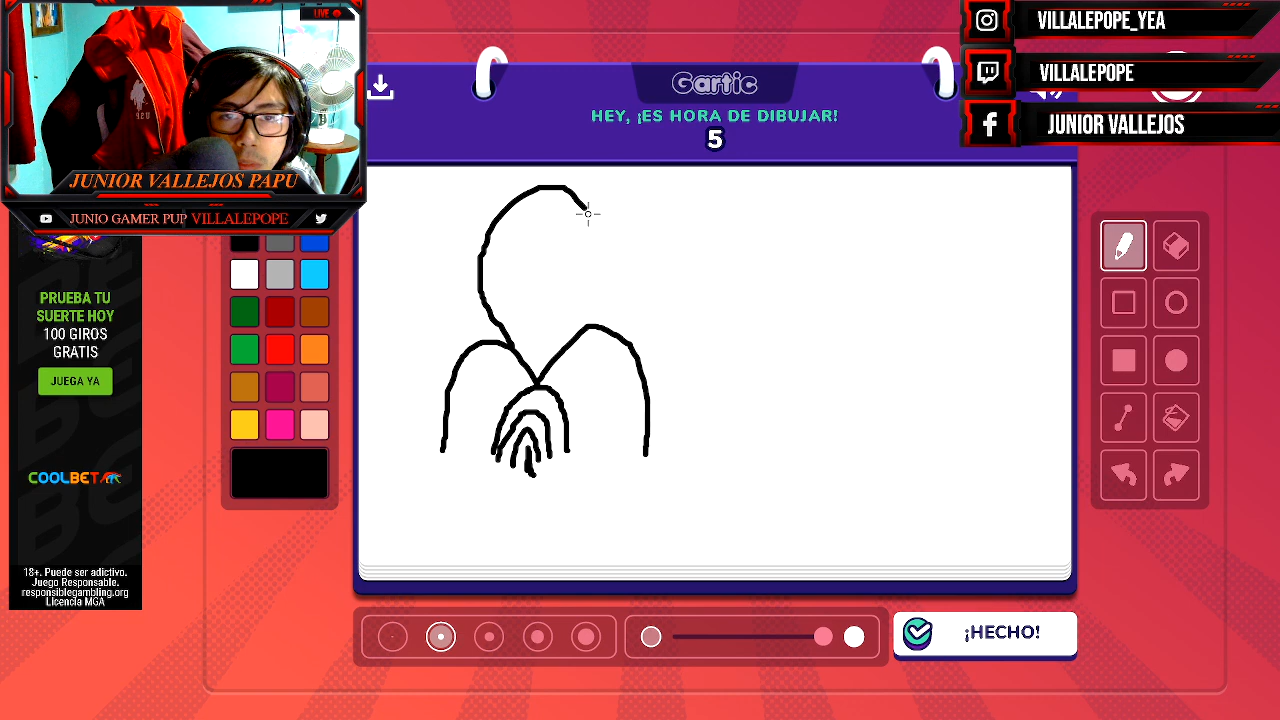 LIVE
JUNIOR VALLEJOS PAPU
JUNIO GAMER PUP VILLALEPOPE
VILLALEPOPE_YEA
VILLALEPOPE
JUNIOR VALLEJOS
Gartic
HEY, ¡ES HORA DE DIBUJAR!
5
PRUEBA TU
SUERTE HOY
100 GIROS
GRATIS
JUEGA YA
COOLBET
18+. Puede ser adictivo.
Juego Responsable.
responsiblegambling.org
Licencia MGA
¡HECHO!